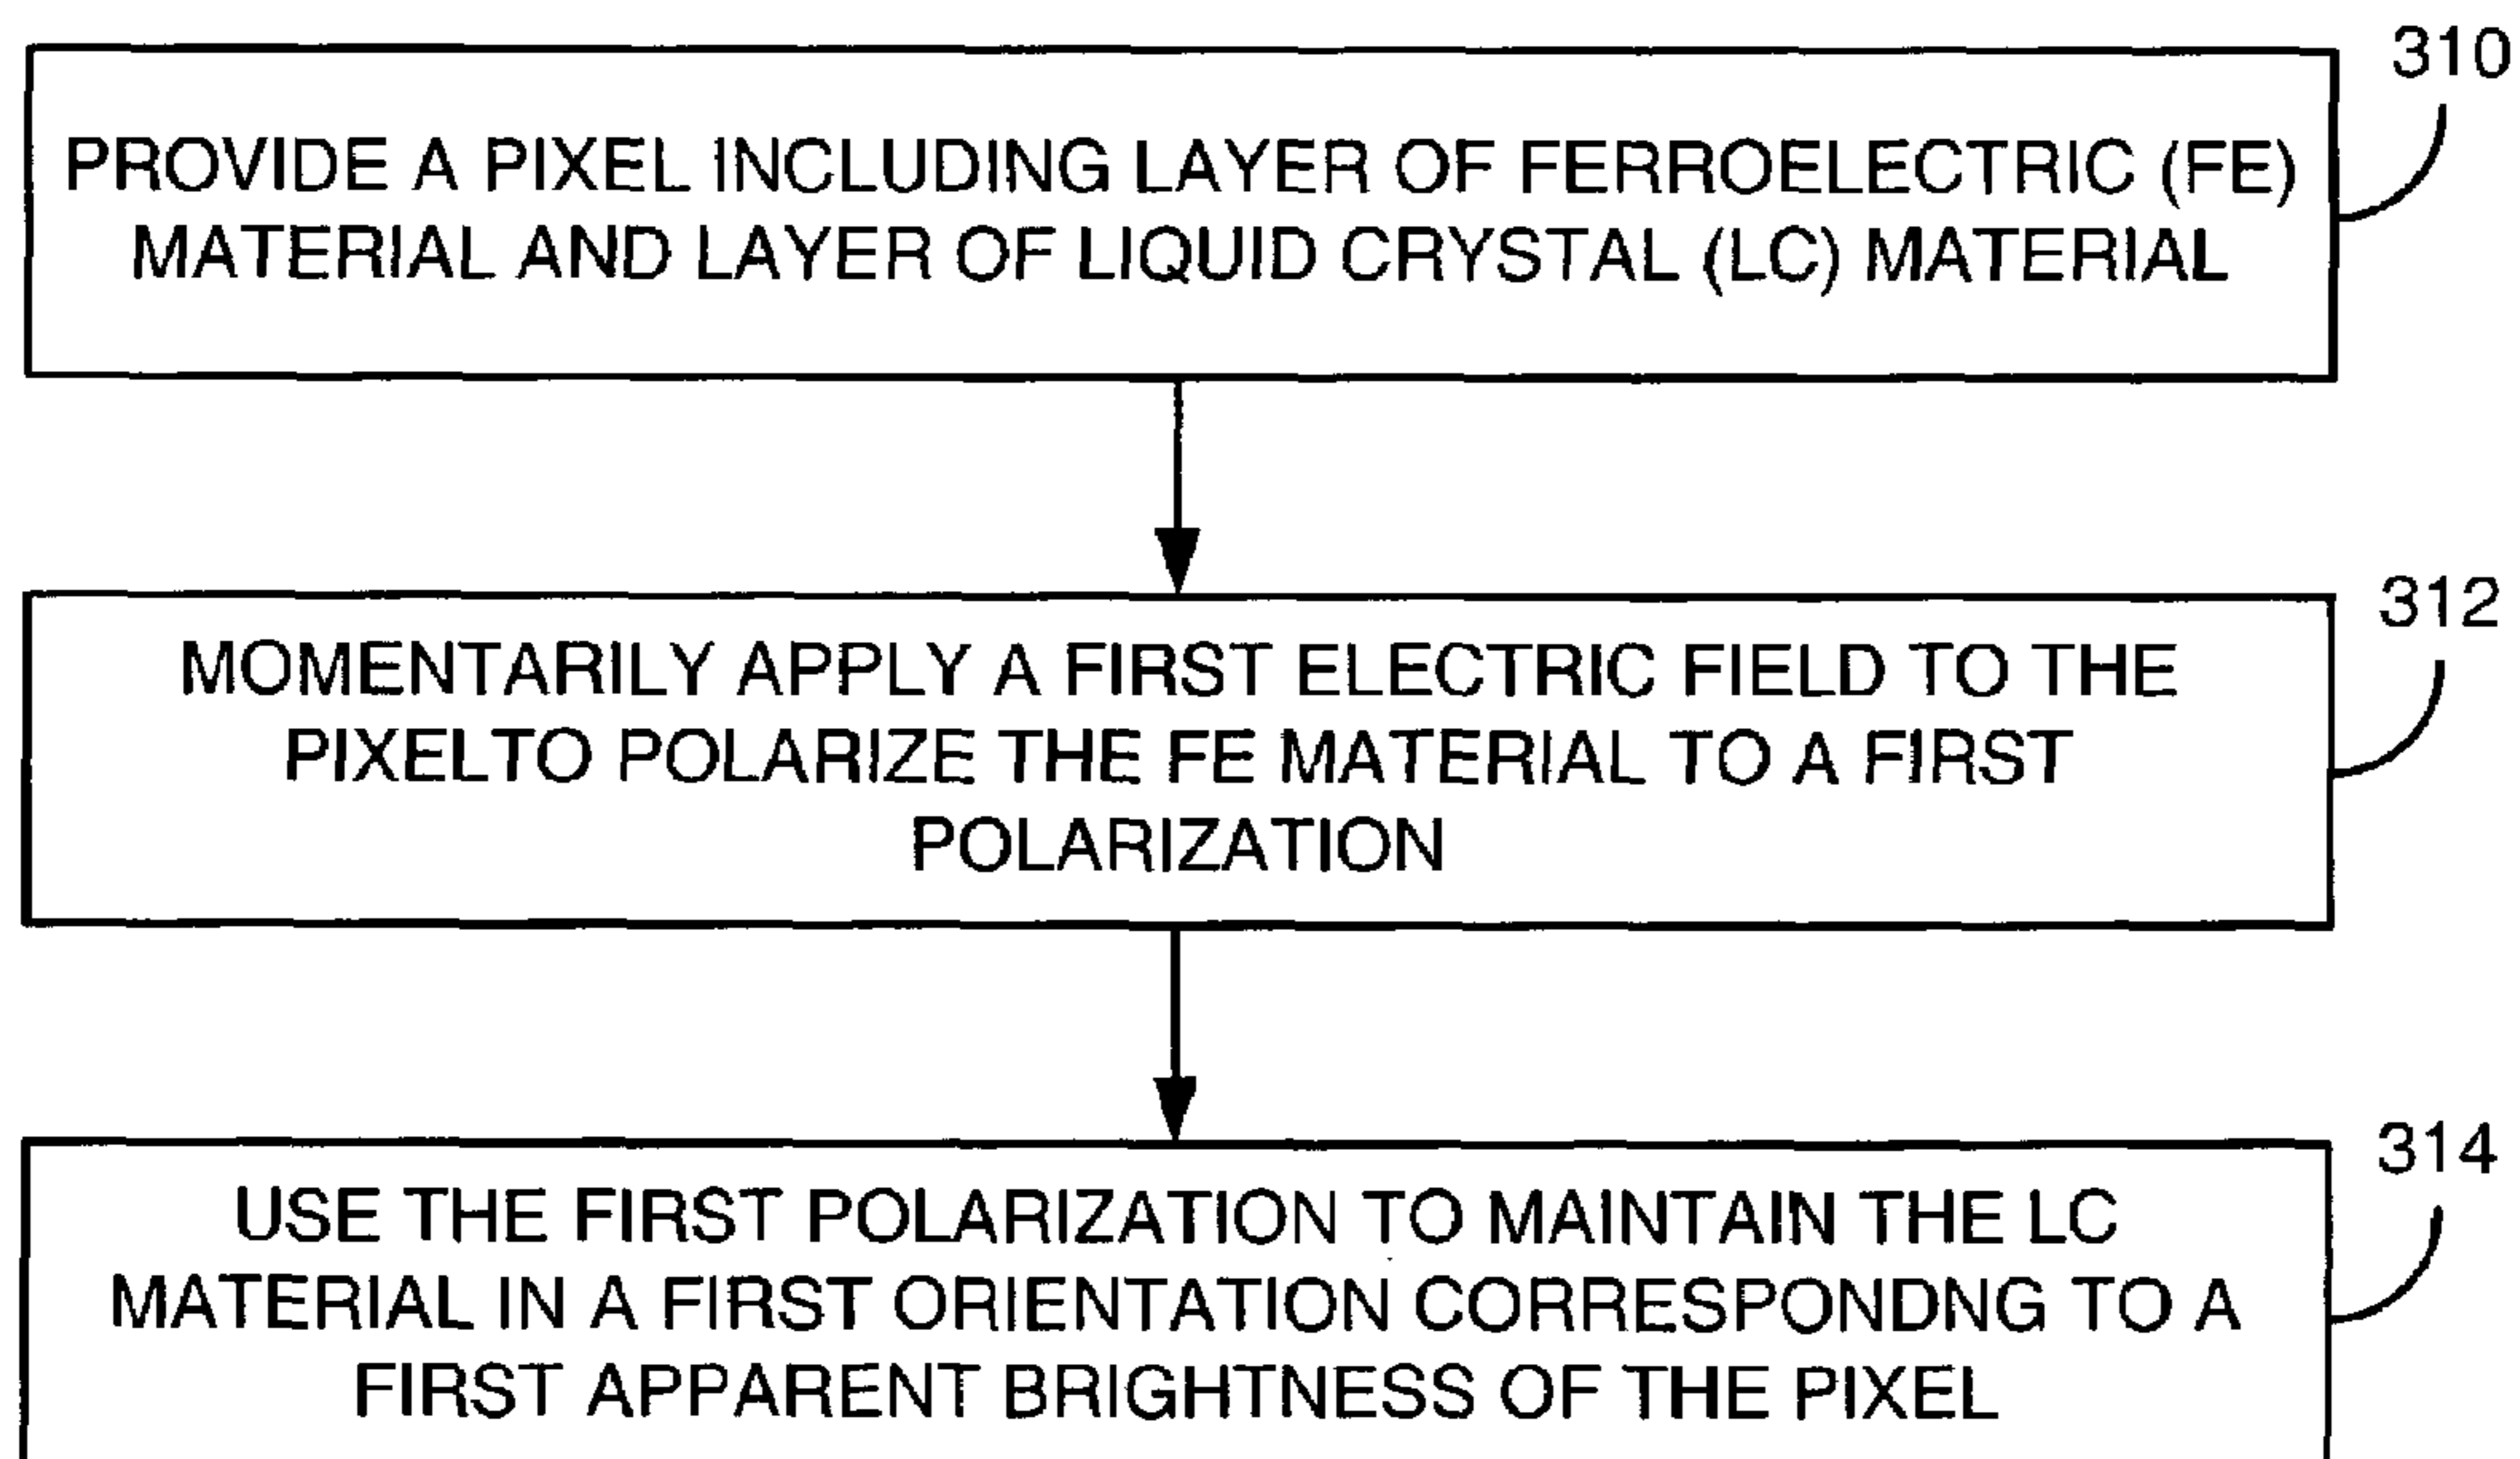 310
PROVIDE A PIXEL INCLUDING LAYER OF FERROELECTRIC (FE)
MATERIAL AND LAYER OF LIQUID CRYSTAL (LC) MATERIAL
312
MOMENTARILY APPLY A FIRST ELECTRIC FIELD TO THE
PIXELTO POLARIZE THE FE MATERIAL TO A FIRST
POLARIZATION
314
USE THE FIRST POLARIZATION TO MAINTAIN THE LC
MATERIAL IN A FIRST ORIENTATION CORRESPONDNG TO A
FIRST APPARENT BRIGHTNESS OF THE PIXEL